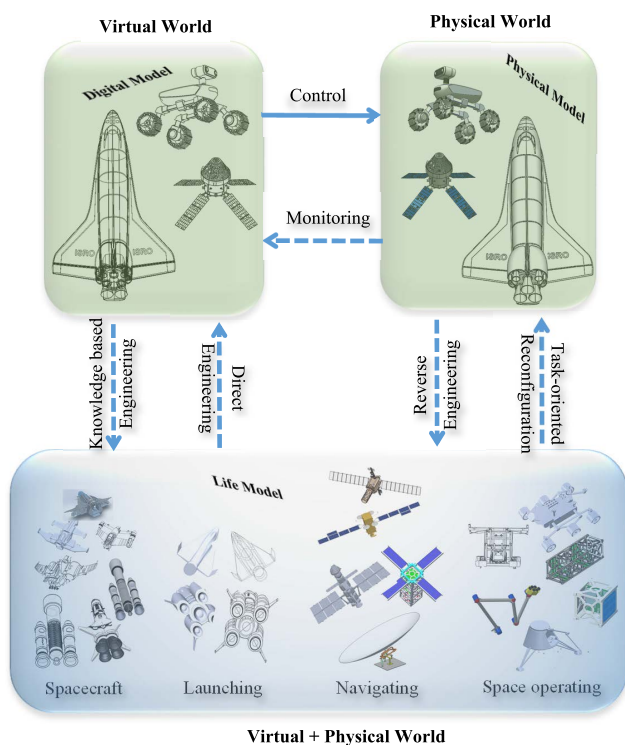 Virtual World
Physical World
Digital Model
Physical Model
ISRO ISRO
ISRO ISRO
Control
Monitoring
Knowledge based
Engineering
Direct
Engineering
Reverse
Engineering
Task-oriented
Reconfiguration
Life Model
Spacecraft
Launching
Navigating
Space operating
Virtual + Physical World